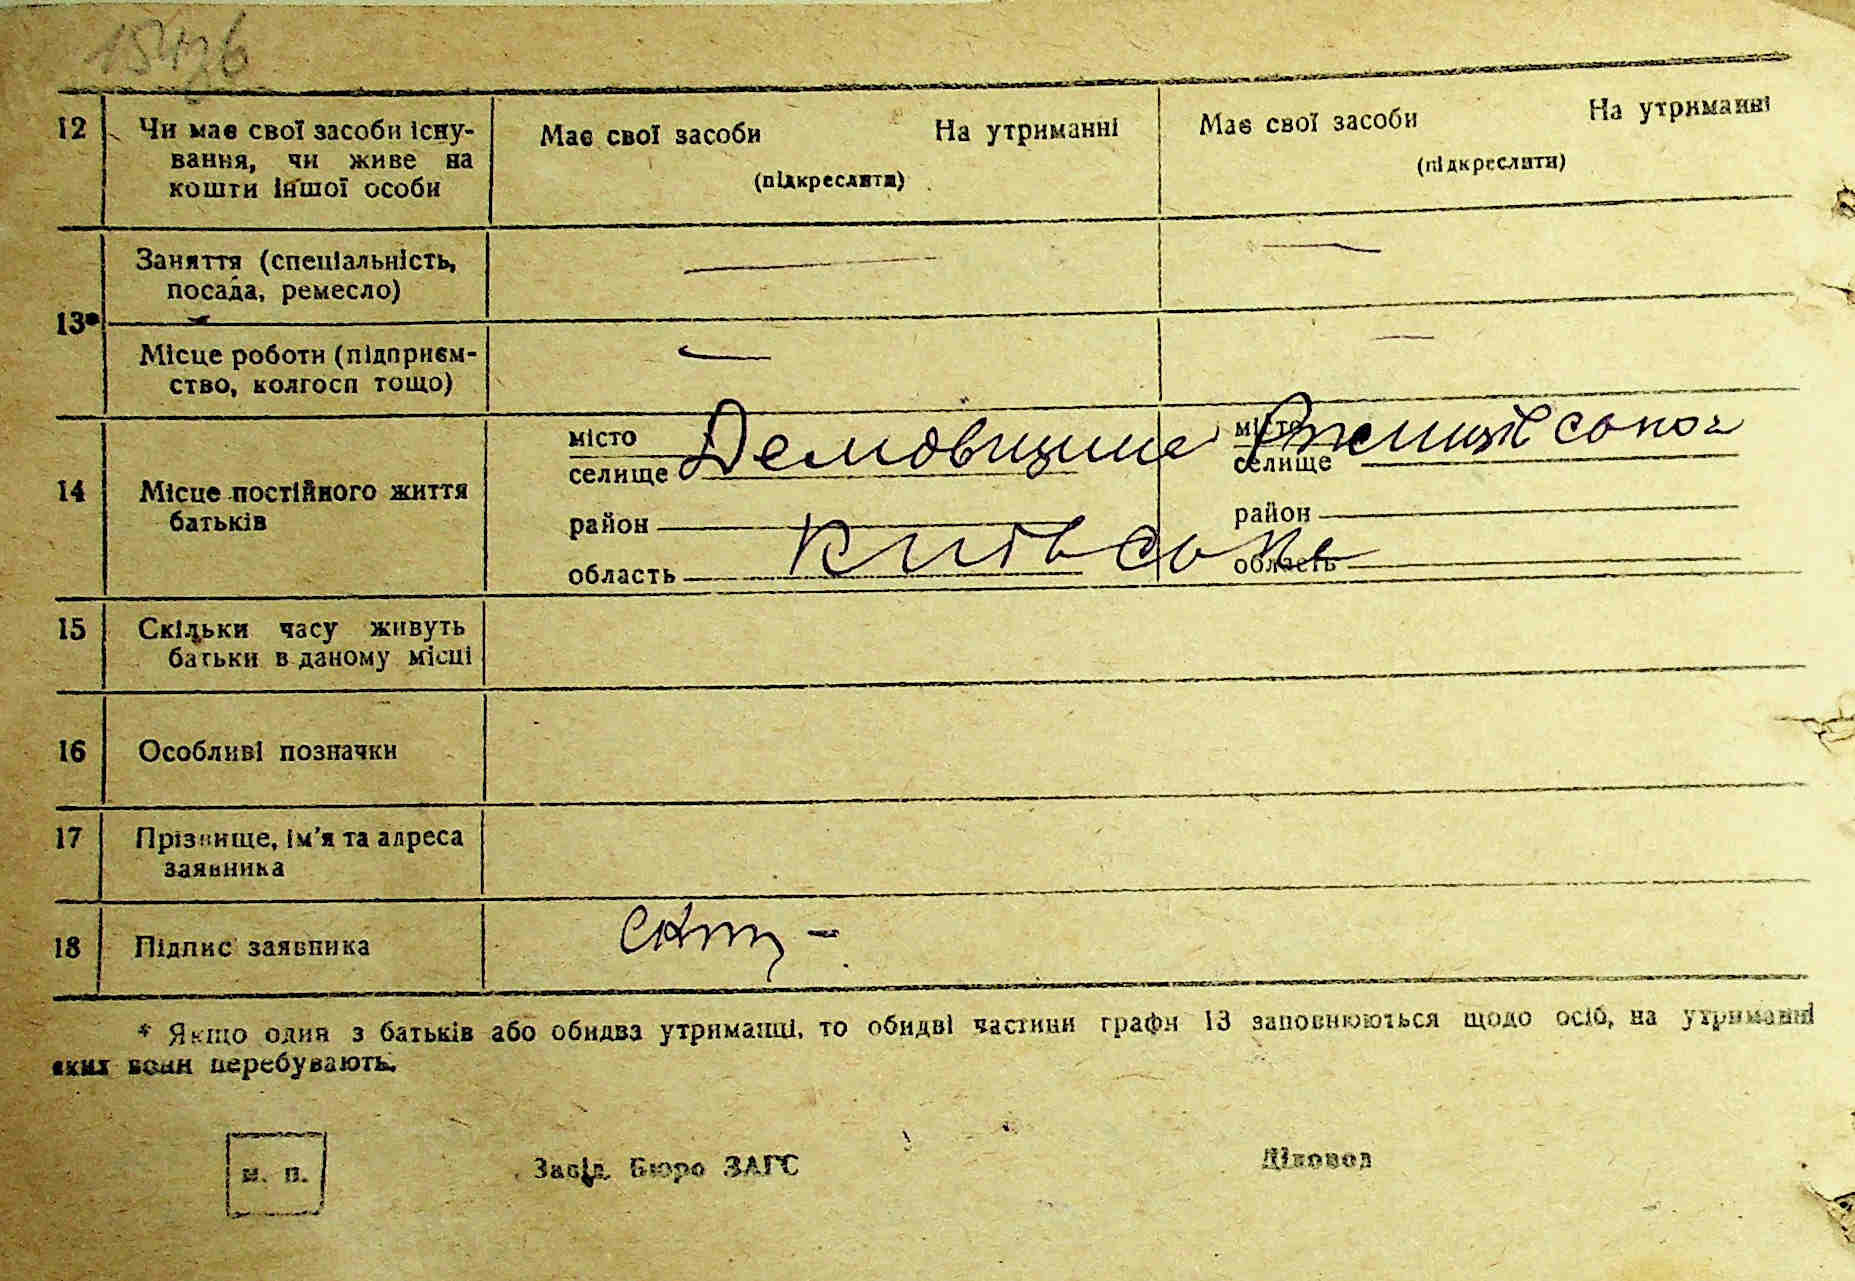 12 Чи має свої засоби існу- Має свої засоби На утриманні Має свої засоби На утриманні
вання, чи живе на (підкреслити) (підкреслити)
кошти іншої особи
Заняття (спеціальність,
посада, ремесло)
13*
Місце роботи (підприєм-
ство, колгосп тощо)
місто Демовщина місто
селище селище
14 Місце постійного життя
батьків
район район
область Київська область
15 Скільки часу живуть
батьки в даному місці
16 Особливі позначки
17 Прізвище, ім'я та адреса
заявника
18 Підпис заявника
* Якщо один з батьків або обидва утриманці, то обидві частини графи 13 заповнюються щодо осіб, на утриманні
яких вони перебувають.
м. п. Завід. Бюро ЗАГС Діловод